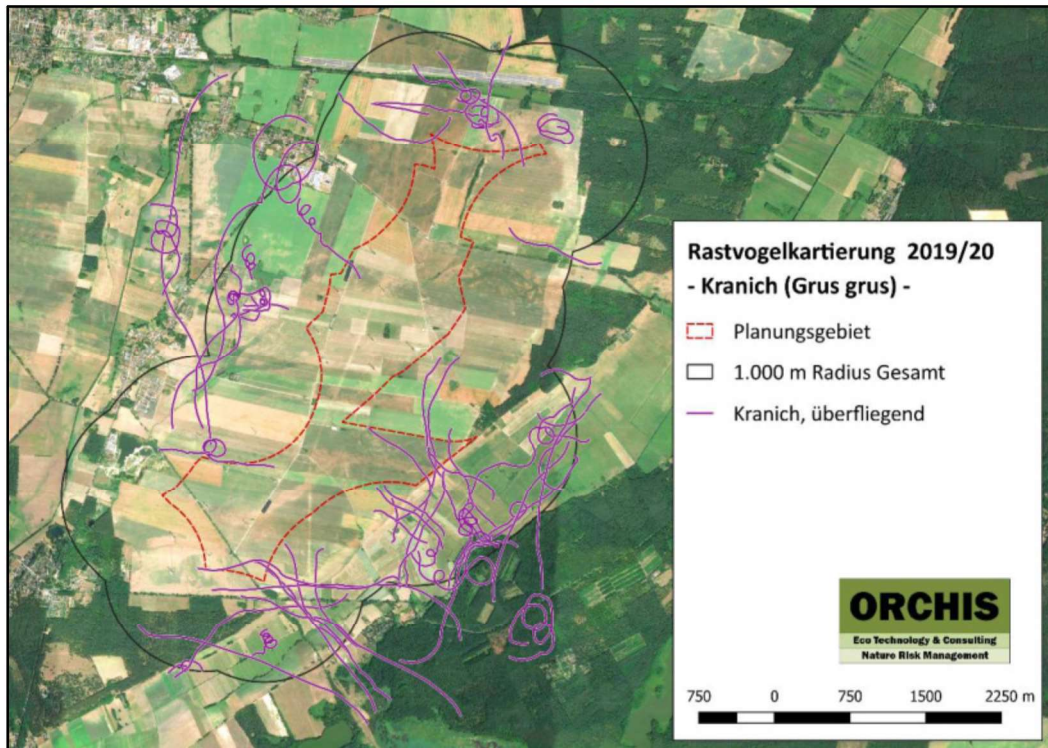 Rastvogelkartierung 2019/20
- Kranich (Grus grus) -
Planungsgebiet
1.000 m Radius Gesamt
Kranich, überfliegend
ORCHIS
Eco Technology & Consulting
Nature Risk Management
750 0 750 1500 2250 m